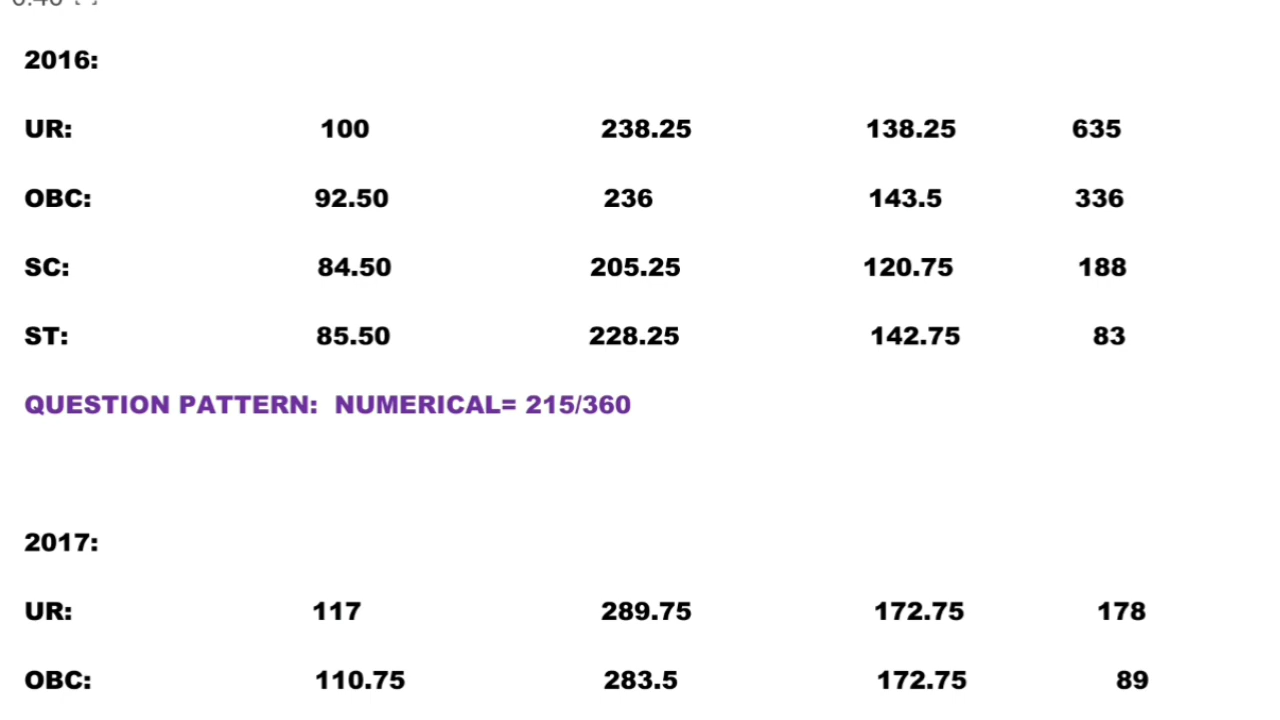 2016:
UR: 100 238.25 138.25 635
OBC: 92.50 236 143.5 336
SC: 84.50 205.25 120.75 188
ST: 85.50 228.25 142.75 83
QUESTION PATTERN: NUMERICAL= 215/360
2017:
UR: 117 289.75 172.75 178
OBC: 110.75 283.5 172.75 89